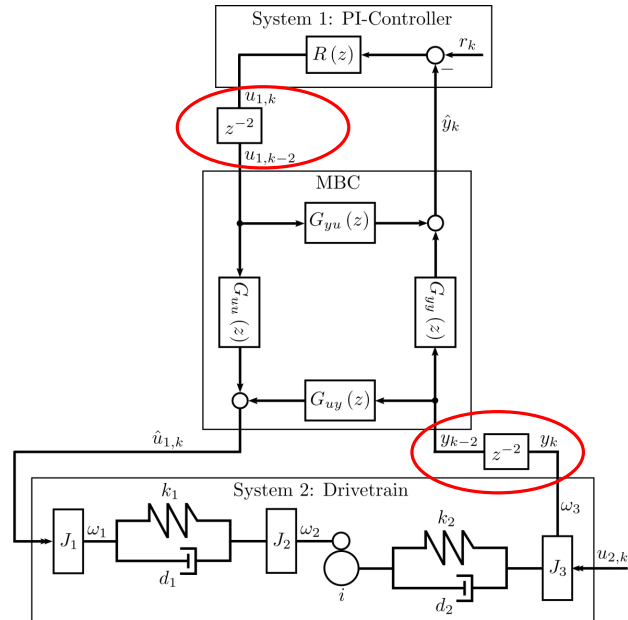 System 1: PI-Controller
R (z)
r_k
−
u_{1,k}
z^{−2}
ŷ_k
u_{1,k−2}
MBC
G_{yu} (z)
G_{uu} (z)
G_{yy} (z)
G_{uy} (z)
û_{1,k}
y_{k−2}
z^{−2}
y_k
System 2: Drivetrain
ω_3
k_1
J_1
ω_1
J_2
ω_2
k_2
d_1
i
d_2
J_3
u_{2,k}